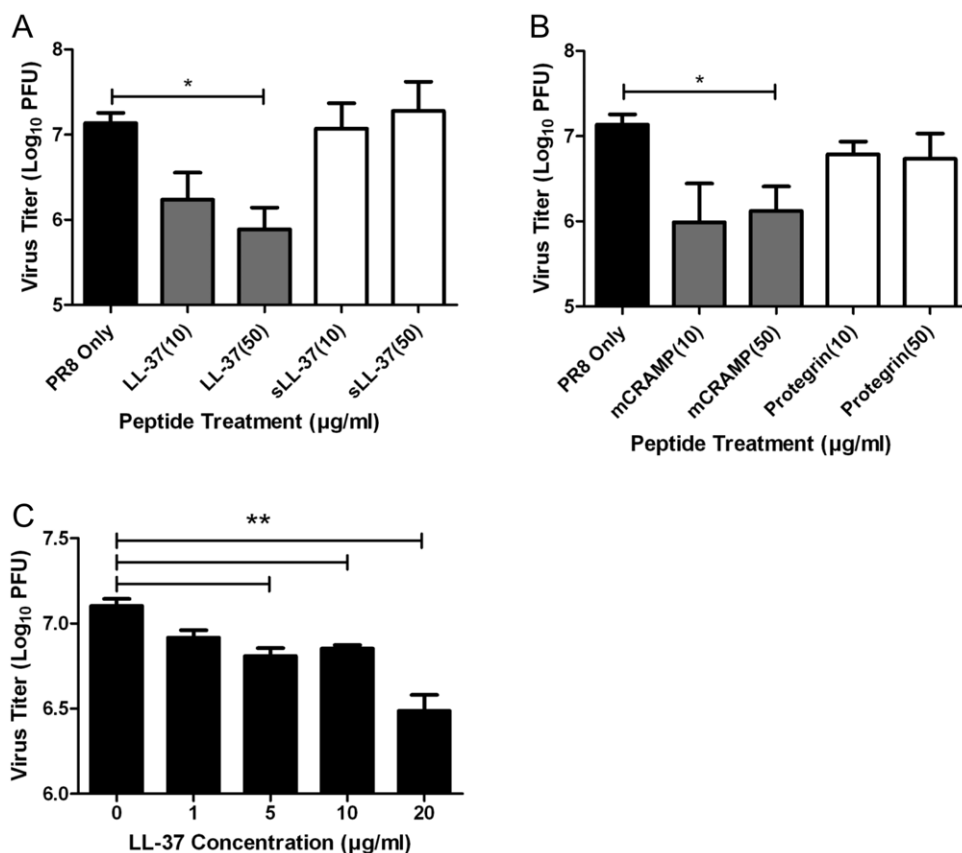 A
Virus Titer (Log10 PFU)
8
7
6
5
*
PR8 Only
LL-37(10)
LL-37(50)
sLL-37(10)
sLL-37(50)
Peptide Treatment (µg/ml)
B
Virus Titer (Log10 PFU)
8
7
6
5
*
PR8 Only
mCRAMP(10)
mCRAMP(50)
Protegrin(10)
Protegrin(50)
Peptide Treatment (µg/ml)
C
Virus Titer (Log10 PFU)
7.5
7.0
6.5
6.0
**
0 1 5 10 20
LL-37 Concentration (µg/ml)